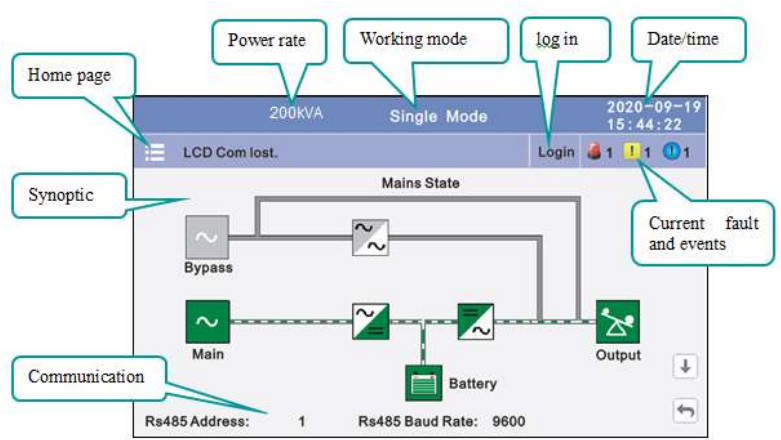 Power rate
Working mode
log in
Date/time
Home page
200kVA
Single Mode
2020-09-19
15:44:22
LCD Com lost.
Login
1
! 1
! 1
Mains State
Synoptic
Current fault
and events
Bypass
Main
Output
Battery
Communication
Rs485 Address: 1 Rs485 Baud Rate: 9600